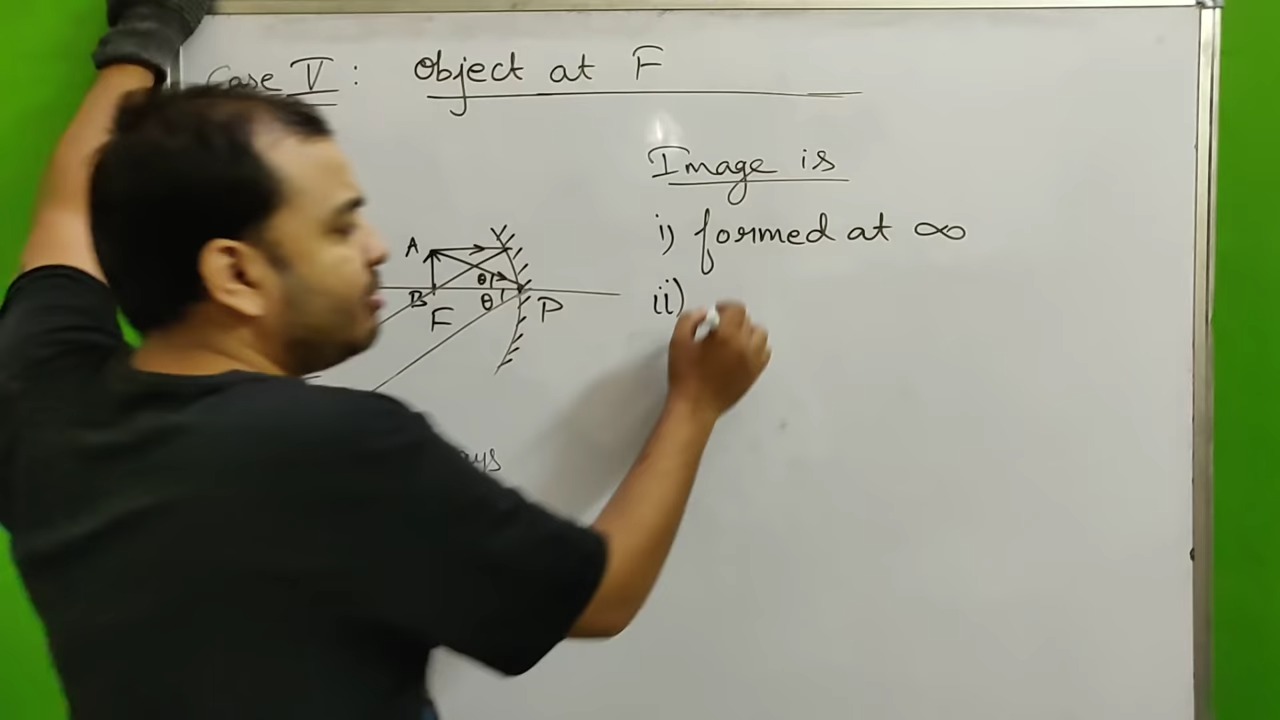 Case V : Object at F
Image is
i) formed at ∞
ii)
A
X
θ
B
θ
F
P